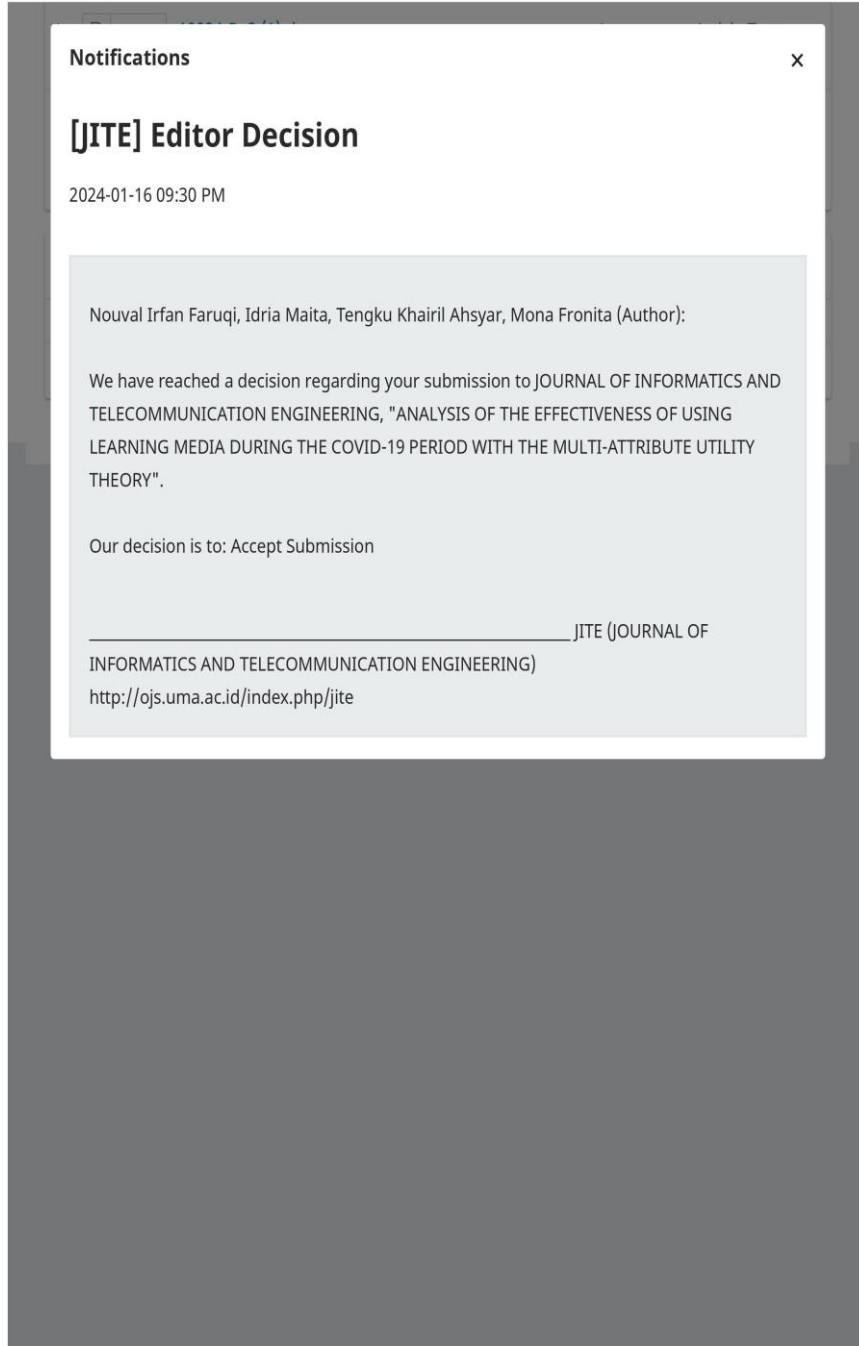 Notifications
×
[JITE] Editor Decision
2024-01-16 09:30 PM
Nouval Irfan Faruqi, Idria Maita, Tengku Khairil Ahsyar, Mona Fronita (Author):
We have reached a decision regarding your submission to JOURNAL OF INFORMATICS AND
TELECOMMUNICATION ENGINEERING, "ANALYSIS OF THE EFFECTIVENESS OF USING
LEARNING MEDIA DURING THE COVID-19 PERIOD WITH THE MULTI-ATTRIBUTE UTILITY
THEORY".
Our decision is to: Accept Submission
________________________________________________ JITE (JOURNAL OF
INFORMATICS AND TELECOMMUNICATION ENGINEERING)
http://ojs.uma.ac.id/index.php/jite